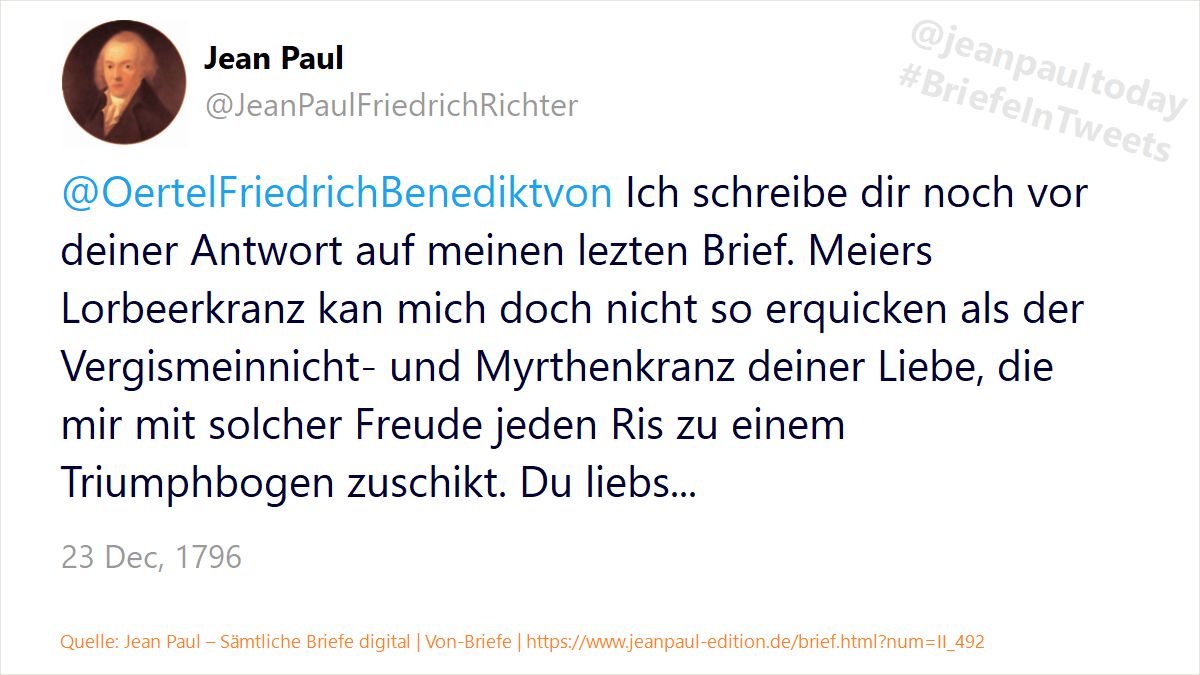 Jean Paul
@JeanPaulFriedrichRichter
@jeanpaultoday
#BriefeInTweets
@OertelFriedrichBenediktvon Ich schreibe dir noch vor
deiner Antwort auf meinen lezten Brief. Meiers
Lorbeerkranz kan mich doch nicht so erquicken als der
Vergismeinnicht- und Myrthenkranz deiner Liebe, die
mir mit solcher Freude jeden Ris zu einem
Triumphbogen zuschikt. Du liebs...
23 Dec, 1796
Quelle: Jean Paul – Sämtliche Briefe digital | Von-Briefe | https://www.jeanpaul-edition.de/brief.html?num=II_492